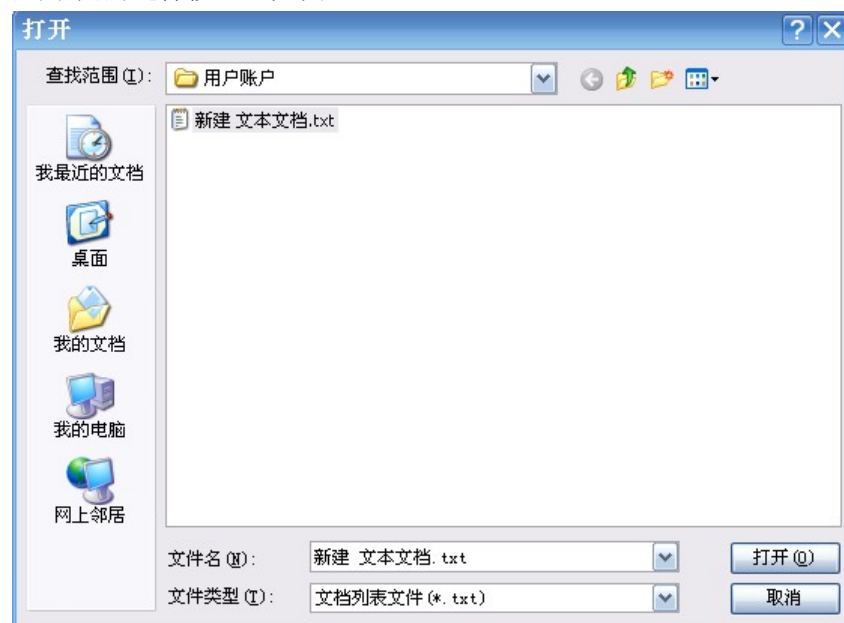 打开
查找范围(I):
用户账户
新建 文本文档.txt
我最近的文档
桌面
我的文档
我的电脑
网上邻居
文件名(N):
新建 文本文档.txt
打开(O)
文件类型(T):
文档列表文件(*.txt)
取消